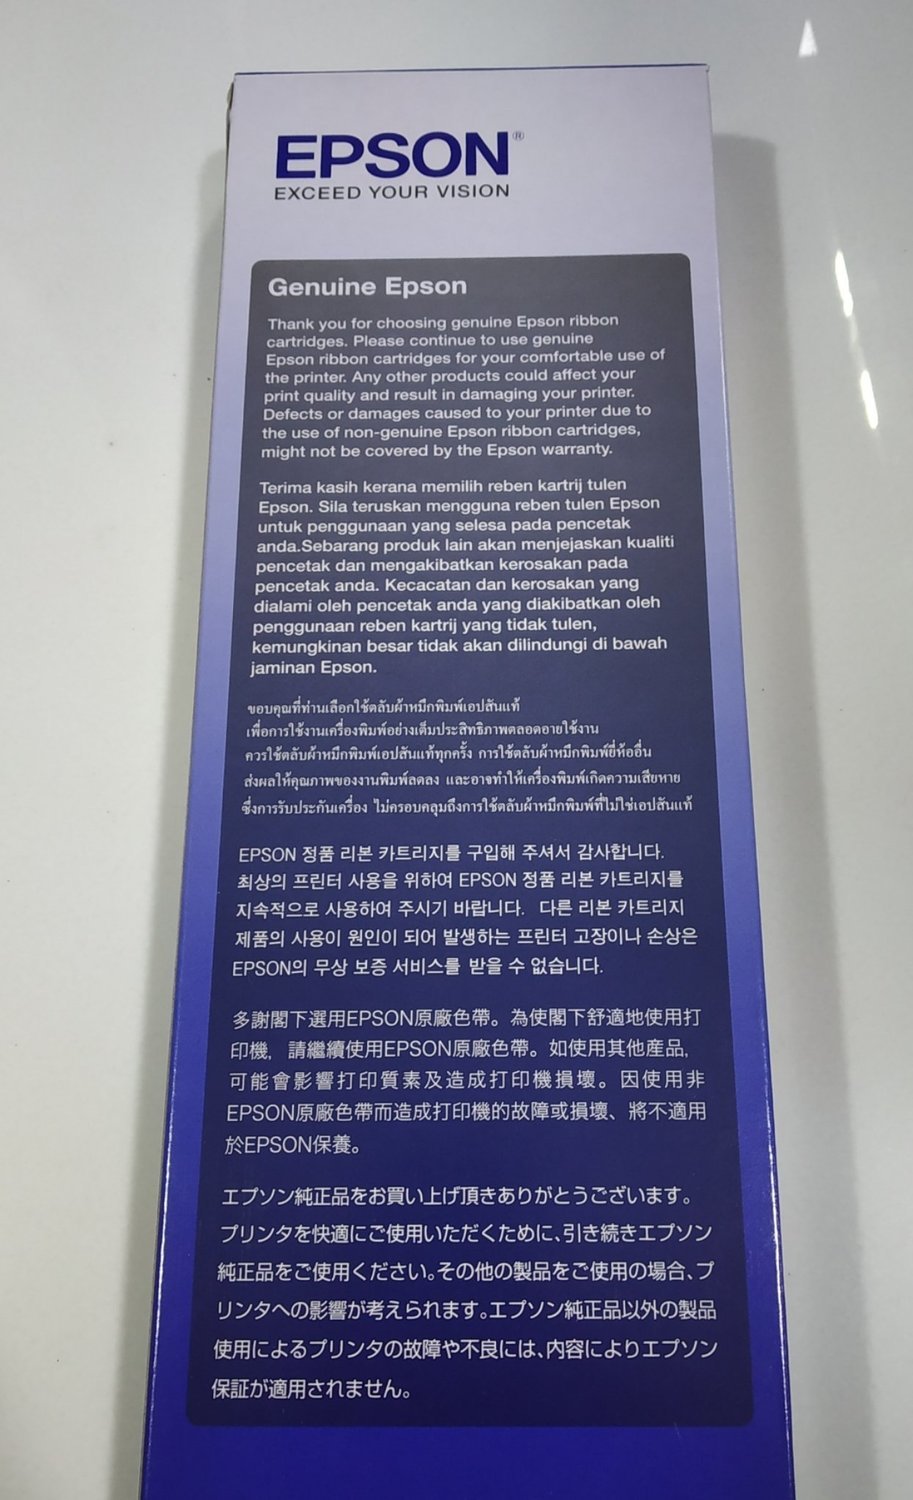 EPSON®
EXCEED YOUR VISION
Genuine Epson
Thank you for choosing genuine Epson ribbon
cartridges. Please continue to use genuine
Epson ribbon cartridges for your comfortable use of
the printer. Any other products could affect your
print quality and result in damaging your printer.
Defects or damages caused to your printer due to
the use of non-genuine Epson ribbon cartridges,
might not be covered by the Epson warranty.
Terima kasih kerana memilih reben kartrij tulen
Epson. Sila teruskan mengguna reben tulen Epson
untuk penggunaan yang selesa pada pencetak
anda.Sebarang produk lain akan menjejaskan kualiti
pencetak dan mengakibatkan kerosakan pada
pencetak anda. Kecacatan dan kerosakan yang
dialami oleh pencetak anda yang diakibatkan oleh
penggunaan reben kartrij yang tidak tulen,
kemungkinan besar tidak akan dilindungi di bawah
jaminan Epson.
ขอบคุณที่ท่านเลือกใช้ตลับผ้าหมึกพิมพ์เอปสันแท้
เพื่อการใช้งานเครื่องพิมพ์อย่างเต็มประสิทธิภาพตลอดอายุใช้งาน
ควรใช้ตลับผ้าหมึกพิมพ์เอปสันแท้ทุกครั้ง การใช้ตลับผ้าหมึกพิมพ์ยี่ห้ออื่น
ส่งผลให้คุณภาพของงานพิมพ์ลดลง และอาจทำให้เครื่องพิมพ์เกิดความเสียหาย
ซึ่งการรับประกันเครื่อง ไม่ครอบคลุมถึงการใช้ตลับผ้าหมึกพิมพ์ที่ไม่ใช่เอปสันแท้
EPSON 정품 리본 카트리지를 구입해 주셔서 감사합니다.
최상의 프린터 사용을 위하여 EPSON 정품 리본 카트리지를
지속적으로 사용하여 주시기 바랍니다. 다른 리본 카트리지
제품의 사용이 원인이 되어 발생하는 프린터 고장이나 손상은
EPSON의 무상 보증 서비스를 받을 수 없습니다.
多謝閣下選用EPSON原廠色帶。為使閣下舒適地使用打
印機，請繼續使用EPSON原廠色帶。如使用其他産品，
可能會影響打印質素及造成打印機損壞。因使用非
EPSON原廠色帶而造成打印機的故障或損壞、將不適用
於EPSON保養。
エプソン純正品をお買い上げ頂きありがとうございます。
プリンタを快適にご使用いただくために、引き続きエプソン
純正品をご使用ください。その他の製品をご使用の場合、プ
リンタへの影響が考えられます。エプソン純正品以外の製品
使用によるプリンタの故障や不良には、内容によりエプソン
保証が適用されません。